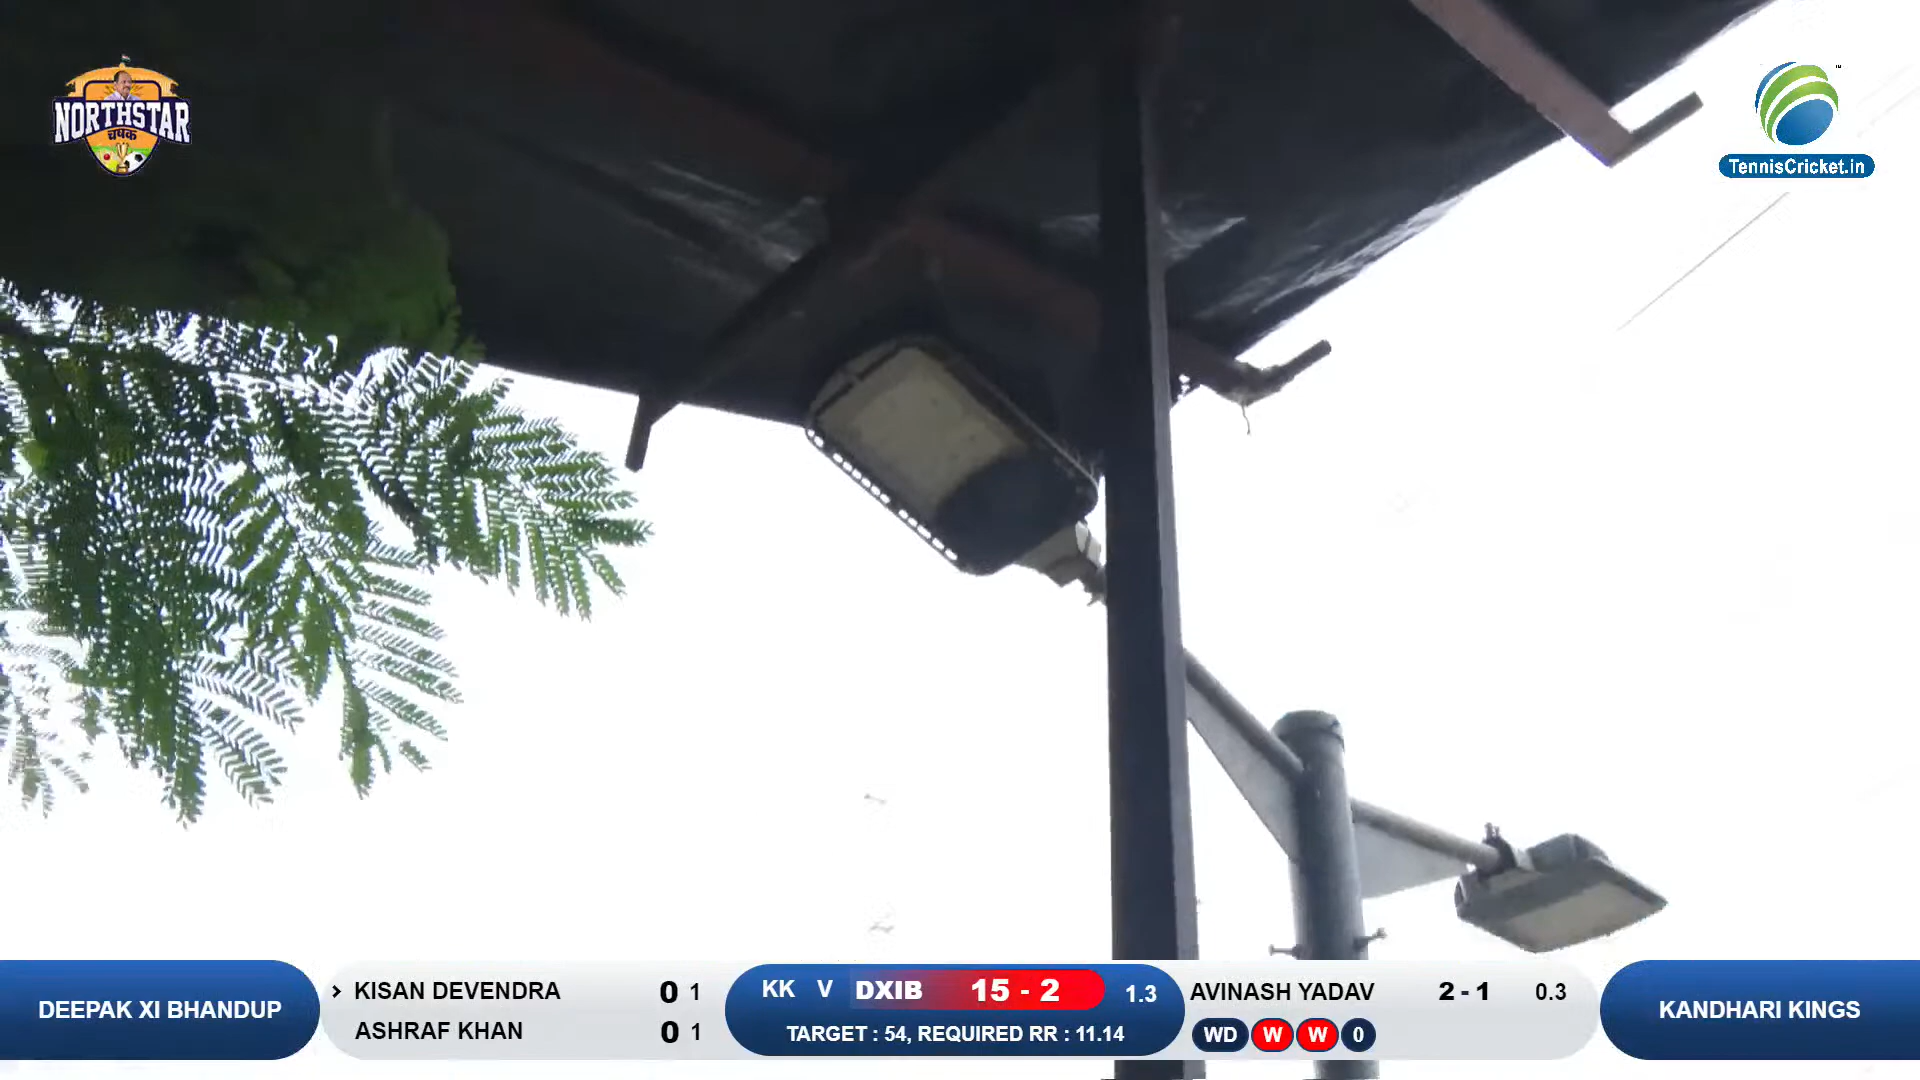 NORTHSTAR
चषक
TM
TennisCricket.in
DEEPAK XI BHANDUP
> KISAN DEVENDRA 0 1
ASHRAF KHAN 0 1
KK V DXIB 15 - 2 1.3
TARGET : 54, REQUIRED RR : 11.14
AVINASH YADAV 2 - 1 0.3
WD W W 0
KANDHARI KINGS